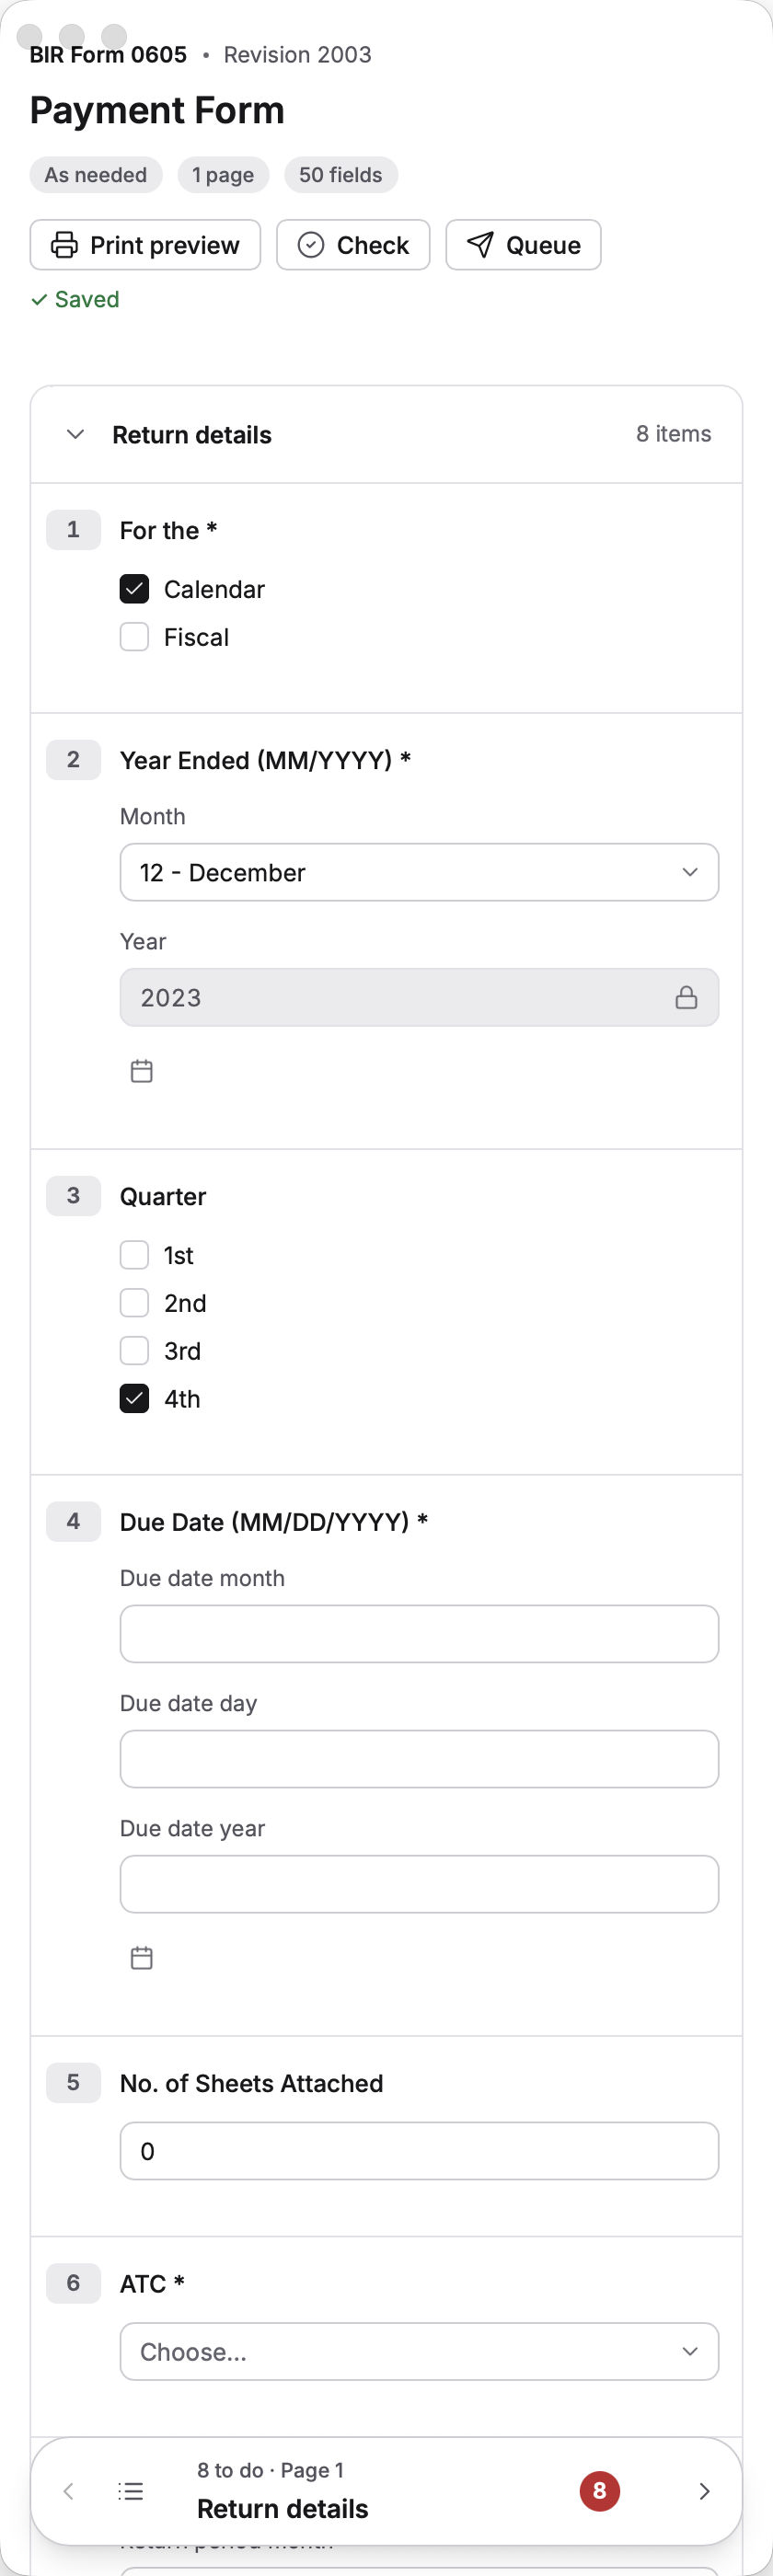 BIR Form 0605 • Revision 2003
Payment Form
As needed 1 page 50 fields
Print preview Check Queue
Saved
Return details 8 items
1 For the *
Calendar
Fiscal
2 Year Ended (MM/YYYY) *
Month
12 - December
Year
2023
3 Quarter
1st
2nd
3rd
4th
4 Due Date (MM/DD/YYYY) *
Due date month
Due date day
Due date year
5 No. of Sheets Attached
0
6 ATC *
Choose...
8 to do · Page 1
Return details
8